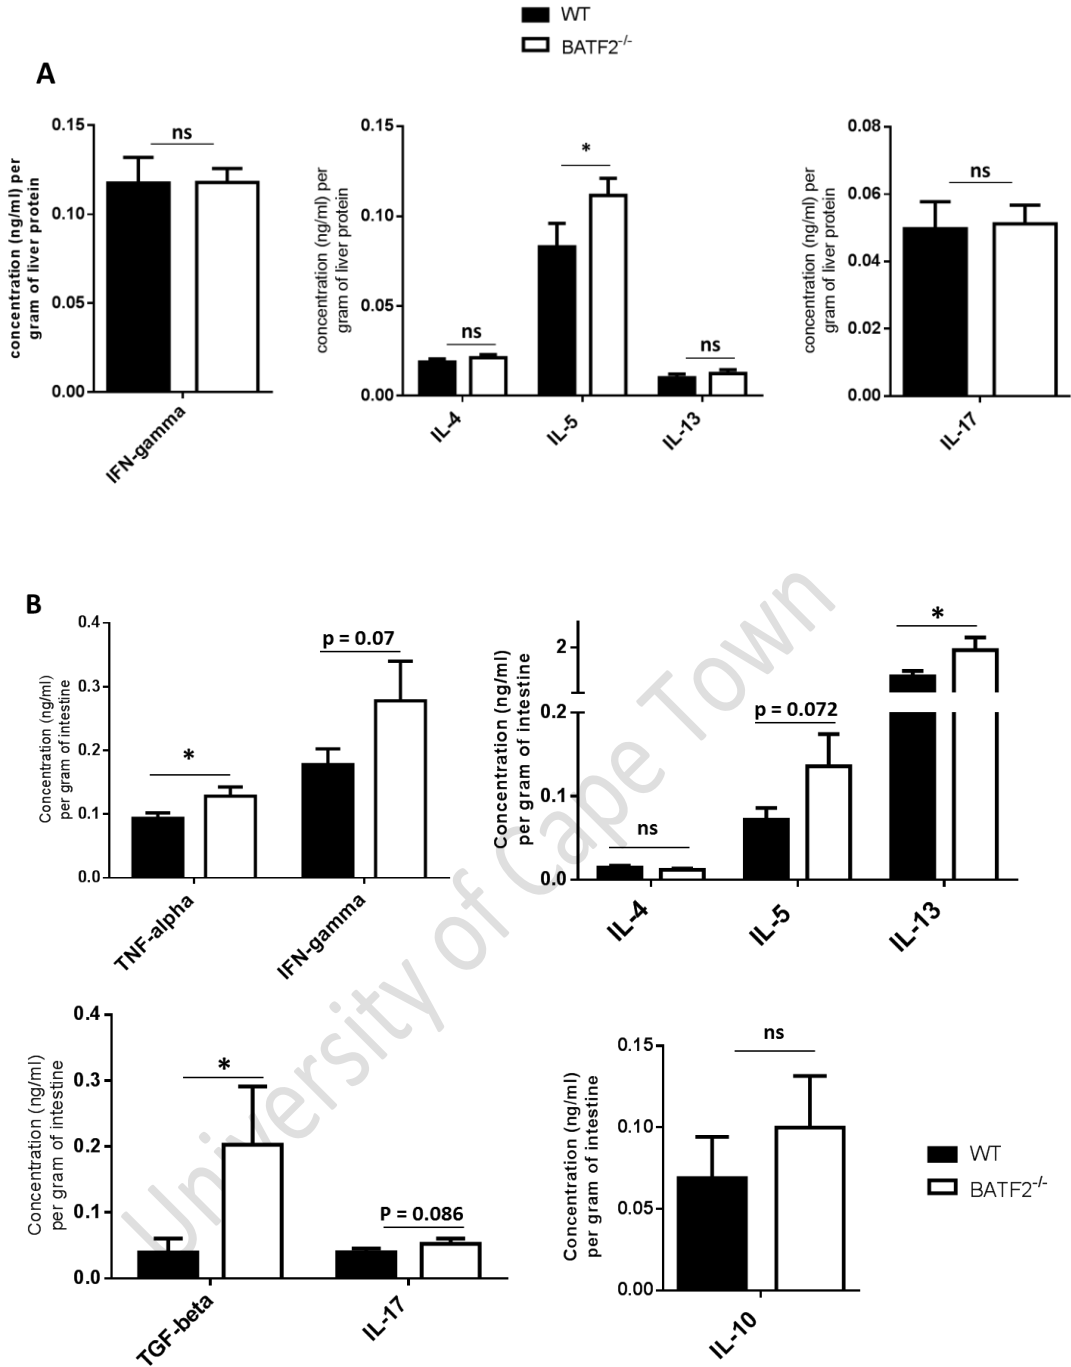 WT
BATF2-/-
A
concentration (ng/ml) per
gram of liver protein
0.15
0.10
0.05
0.00
ns
IFN-gamma
concentration (ng/ml) per
gram of liver protein
0.15
0.10
0.05
0.00
ns
*
ns
IL-4
IL-5
IL-13
concentration (ng/ml) per
gram of liver protein
0.08
0.06
0.04
0.02
0.00
ns
IL-17
B
Concentration (ng/ml)
per gram of intestine
0.4
0.3
0.2
0.1
0.0
*
p = 0.07
TNF-alpha
IFN-gamma
Concentration (ng/ml)
per gram of intestine
2
0.2
0.1
0.0
ns
p = 0.072
*
IL-4
IL-5
IL-13
Concentration (ng/ml)
per gram of intestine
0.4
0.3
0.2
0.1
0.0
*
P = 0.086
TGF-beta
IL-17
Concentration (ng/ml)
per gram of intestine
0.15
0.10
0.05
0.00
ns
IL-10
WT
BATF2-/-
University of Cape Town